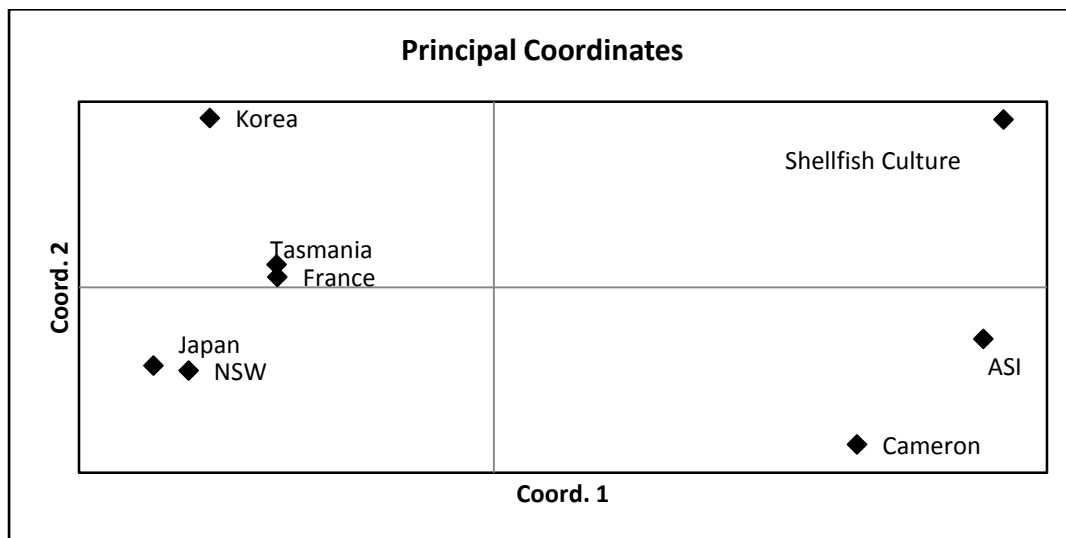 Principal Coordinates
Korea
Shellfish Culture
Tasmania
France
Coord. 2
Japan
NSW
ASI
Cameron
Coord. 1